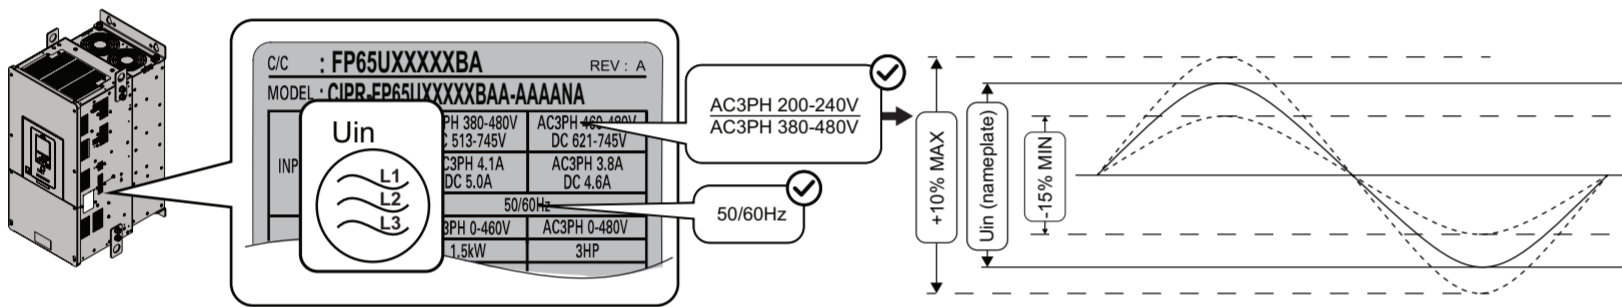 C/C : FP65UXXXXXBA REV : A
MODEL : CIPR-FP65UXXXXXBAA-AAAANA
Uin
L1
L2
L3
PH 380-480V AC3PH 460-480V
513-745V DC 621-745V
INP
C3PH 4.1A AC3PH 3.8A
DC 5.0A DC 4.6A
50/60Hz
3PH 0-460V AC3PH 0-480V
1.5kW 3HP
AC3PH 200-240V
AC3PH 380-480V
50/60Hz
+10% MAX
Uin (nameplate)
-15% MIN